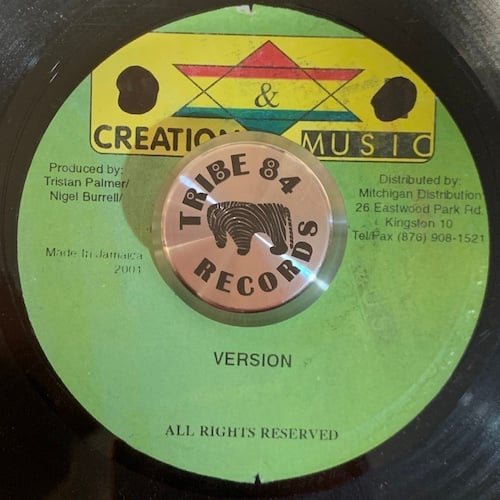 &
CREATION MUSIC
TRIBE 84
RECORDS
Produced by:
Tristan Palmer/
Nigel Burrell/
Made In Jamaica
2001
Distributed by:
Mitchigan Distribution
26 Eastwood Park Rd.
Kingston 10
Tel/Fax (876) 908-1521
VERSION
ALL RIGHTS RESERVED